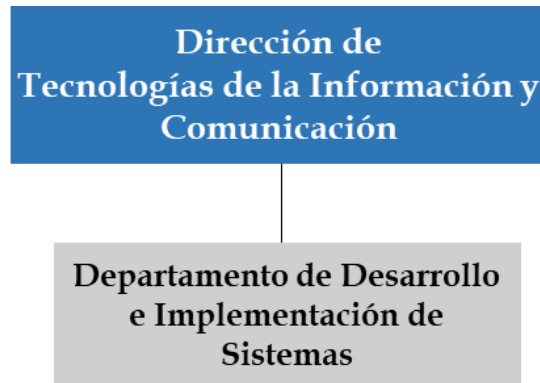 Dirección de
Tecnologías de la Información y
Comunicación
Departamento de Desarrollo
e Implementación de
Sistemas